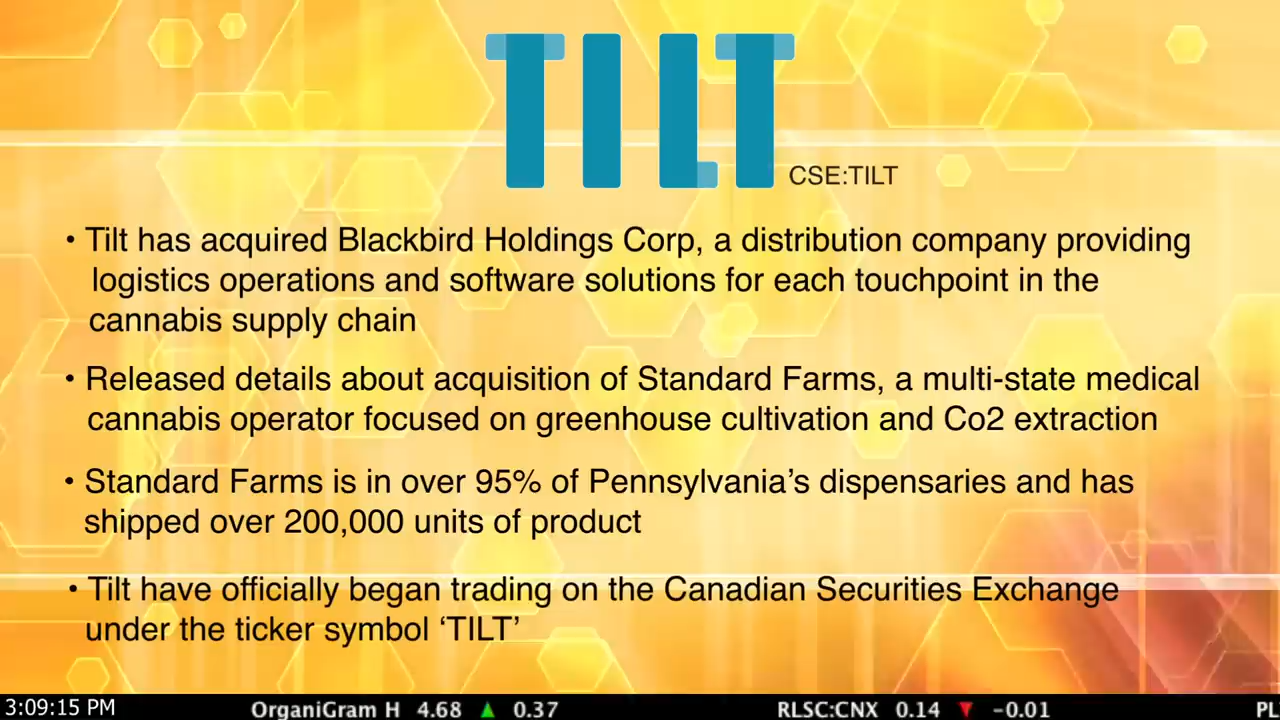 TILT
CSE:TILT
• Tilt has acquired Blackbird Holdings Corp, a distribution company providing
logistics operations and software solutions for each touchpoint in the
cannabis supply chain
• Released details about acquisition of Standard Farms, a multi-state medical
cannabis operator focused on greenhouse cultivation and Co2 extraction
• Standard Farms is in over 95% of Pennsylvania’s dispensaries and has
shipped over 200,000 units of product
• Tilt have officially began trading on the Canadian Securities Exchange
under the ticker symbol ‘TILT’
3:09:15 PM OrganiGram H 4.68 ▲ 0.37 RLSC:CNX 0.14 ▼ -0.01 PL